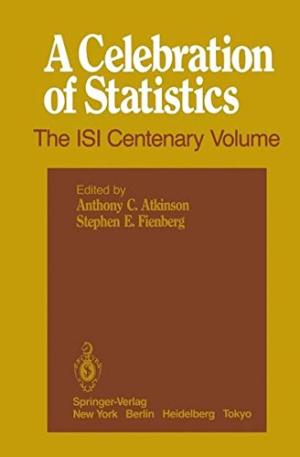 A Celebration
of Statistics
The ISI Centenary Volume
Edited by
Anthony C. Atkinson
Stephen E. Fienberg
Springer-Verlag
New York Berlin Heidelberg Tokyo